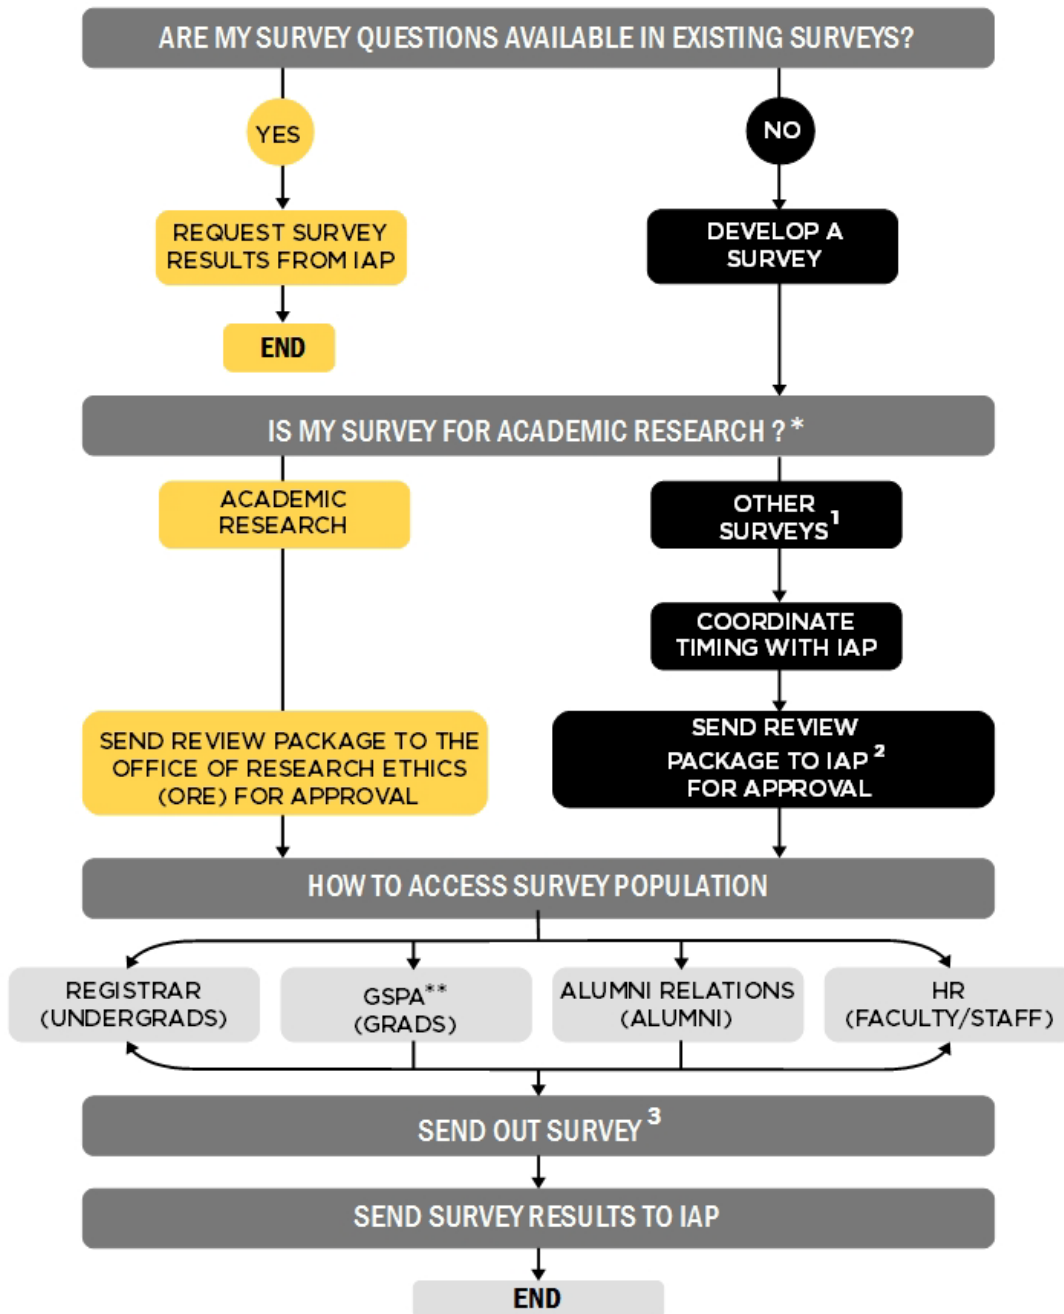 ARE MY SURVEY QUESTIONS AVAILABLE IN EXISTING SURVEYS?
YES
NO
REQUEST SURVEY
RESULTS FROM IAP
DEVELOP A
SURVEY
END
IS MY SURVEY FOR ACADEMIC RESEARCH ? *
ACADEMIC
RESEARCH
OTHER
SURVEYS 1
COORDINATE
TIMING WITH IAP
SEND REVIEW PACKAGE TO THE
OFFICE OF RESEARCH ETHICS
(ORE) FOR APPROVAL
SEND REVIEW
PACKAGE TO IAP 2
FOR APPROVAL
HOW TO ACCESS SURVEY POPULATION
REGISTRAR
(UNDERGRADS)
GSPA**
(GRADS)
ALUMNI RELATIONS
(ALUMNI)
HR
(FACULTY/STAFF)
SEND OUT SURVEY 3
SEND SURVEY RESULTS TO IAP
END